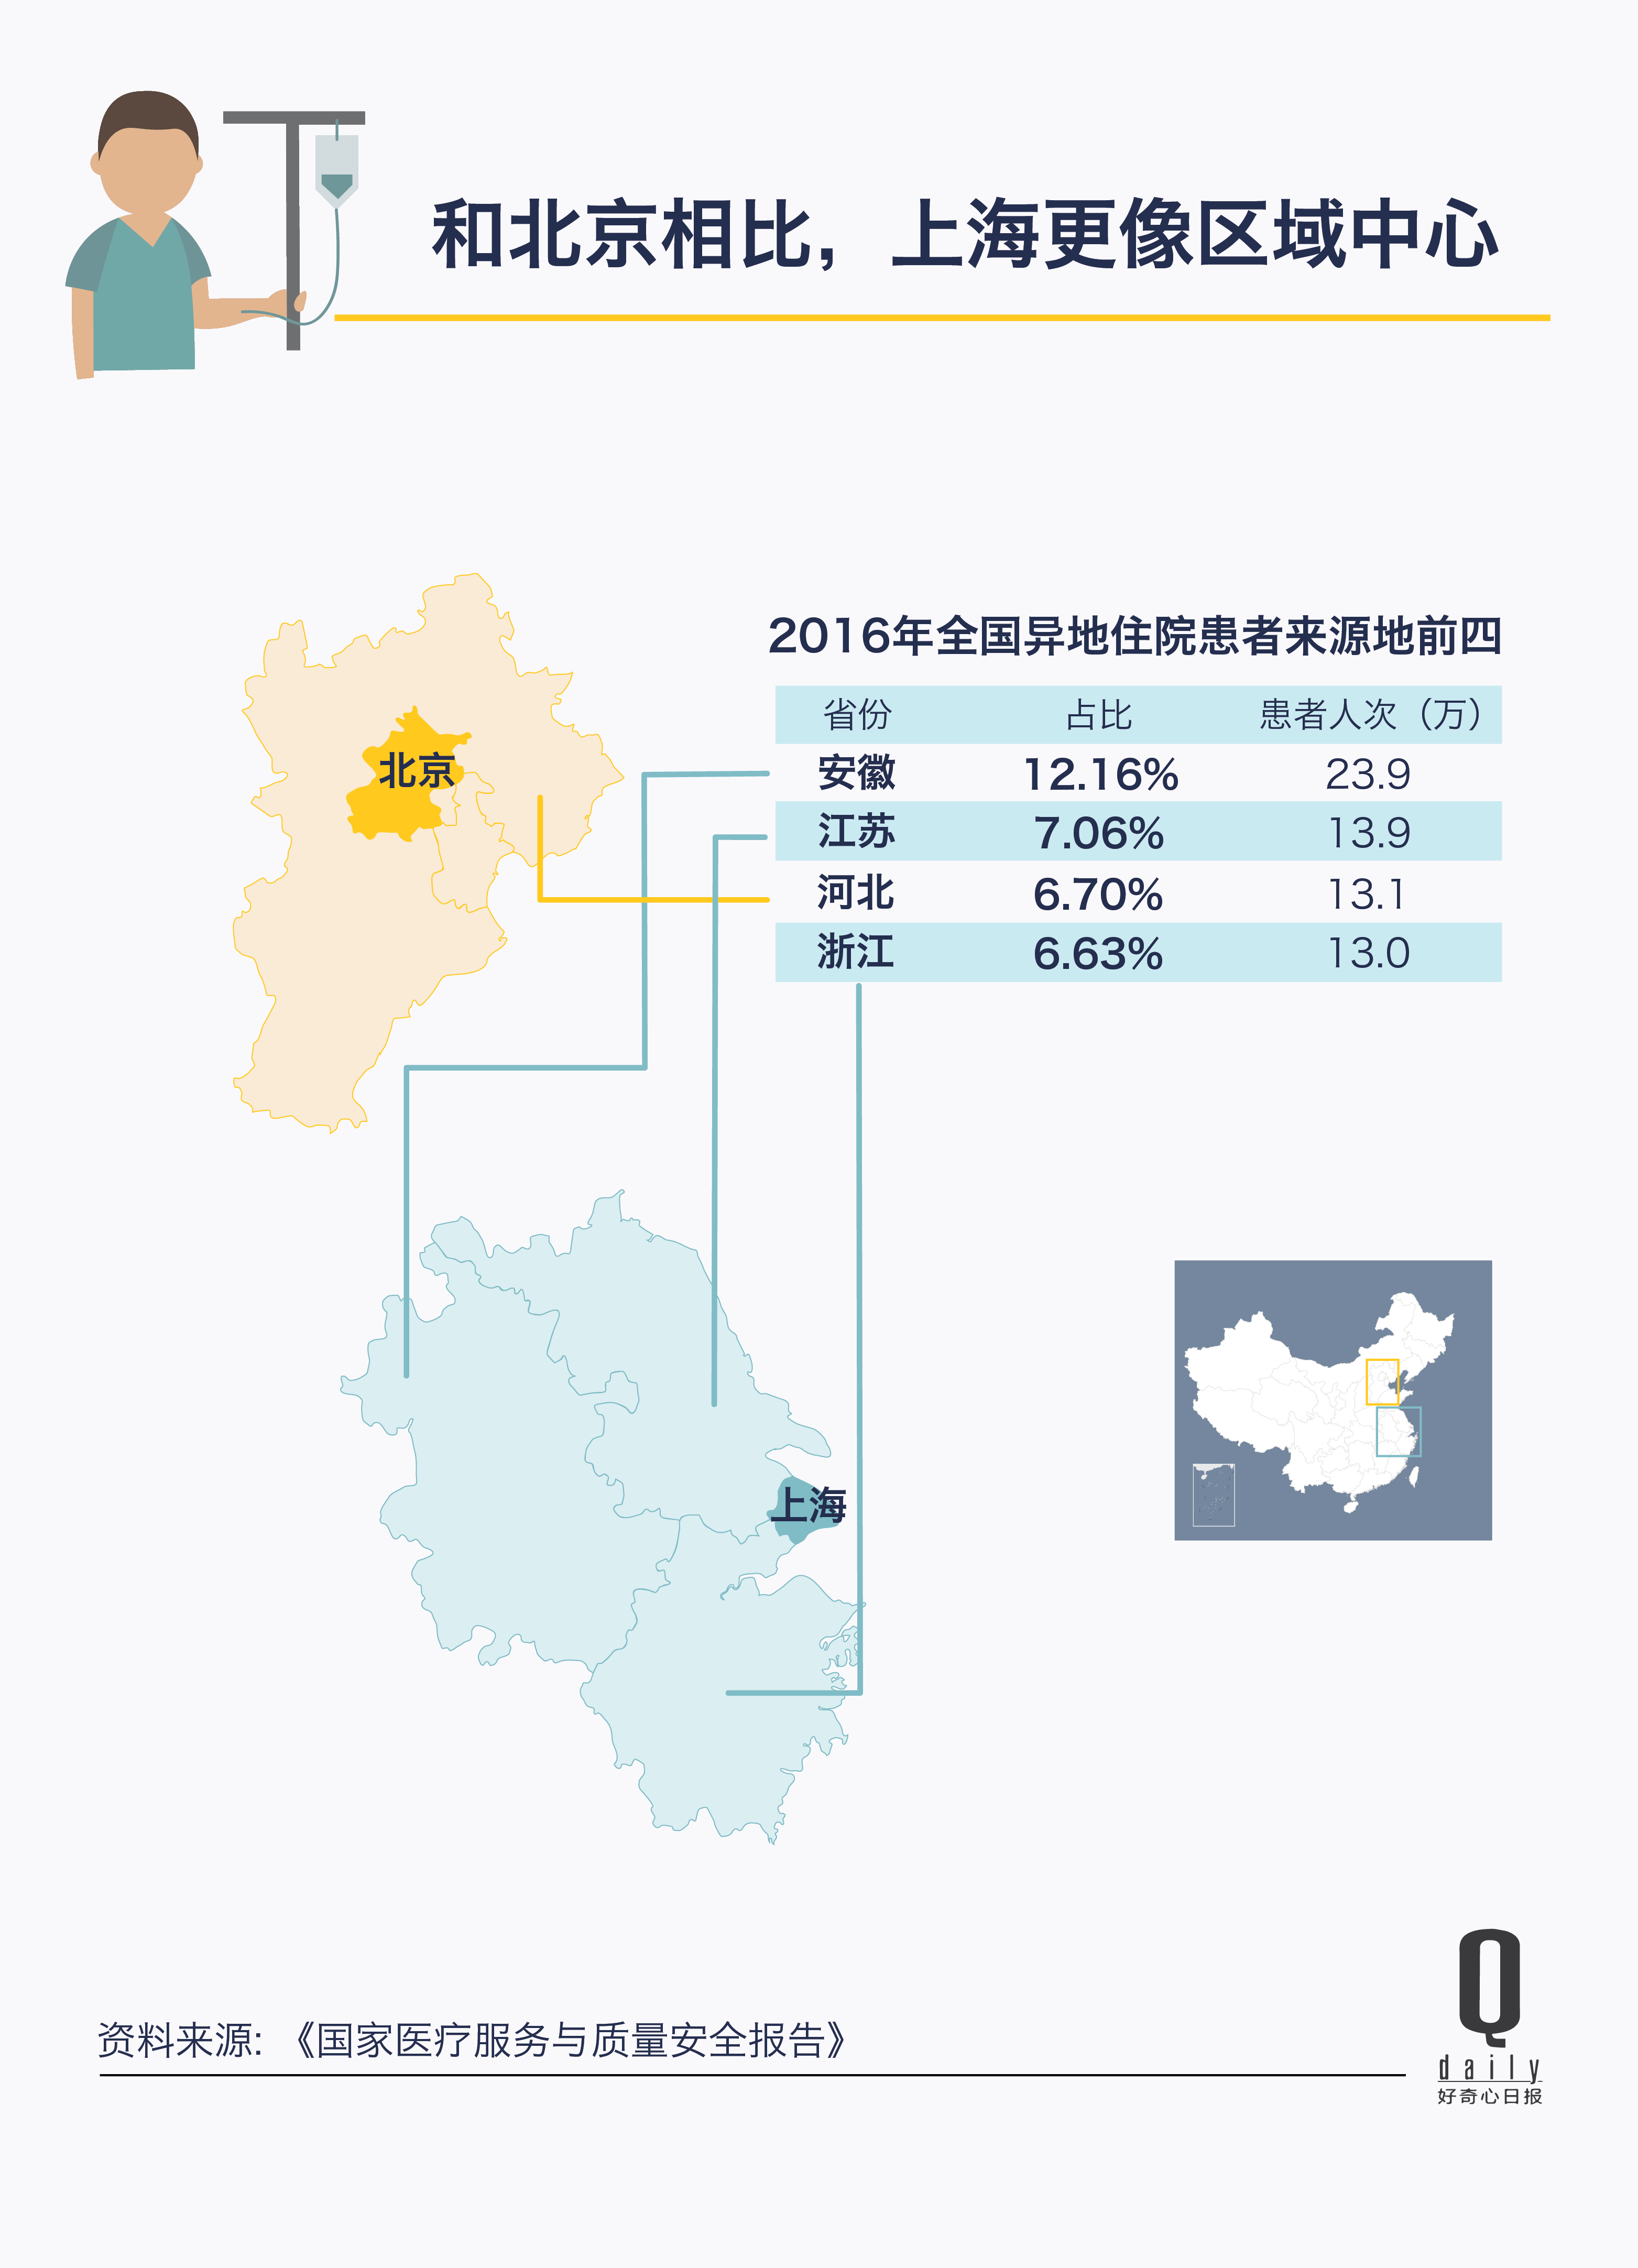 和北京相比，上海更像区域中心
2016年全国异地住院患者来源地前四
省份 占比 患者人次（万）
安徽 12.16% 23.9
江苏 7.06% 13.9
河北 6.70% 13.1
浙江 6.63% 13.0
北京
上海
资料来源：《国家医疗服务与质量安全报告》
Q
daily
好奇心日报